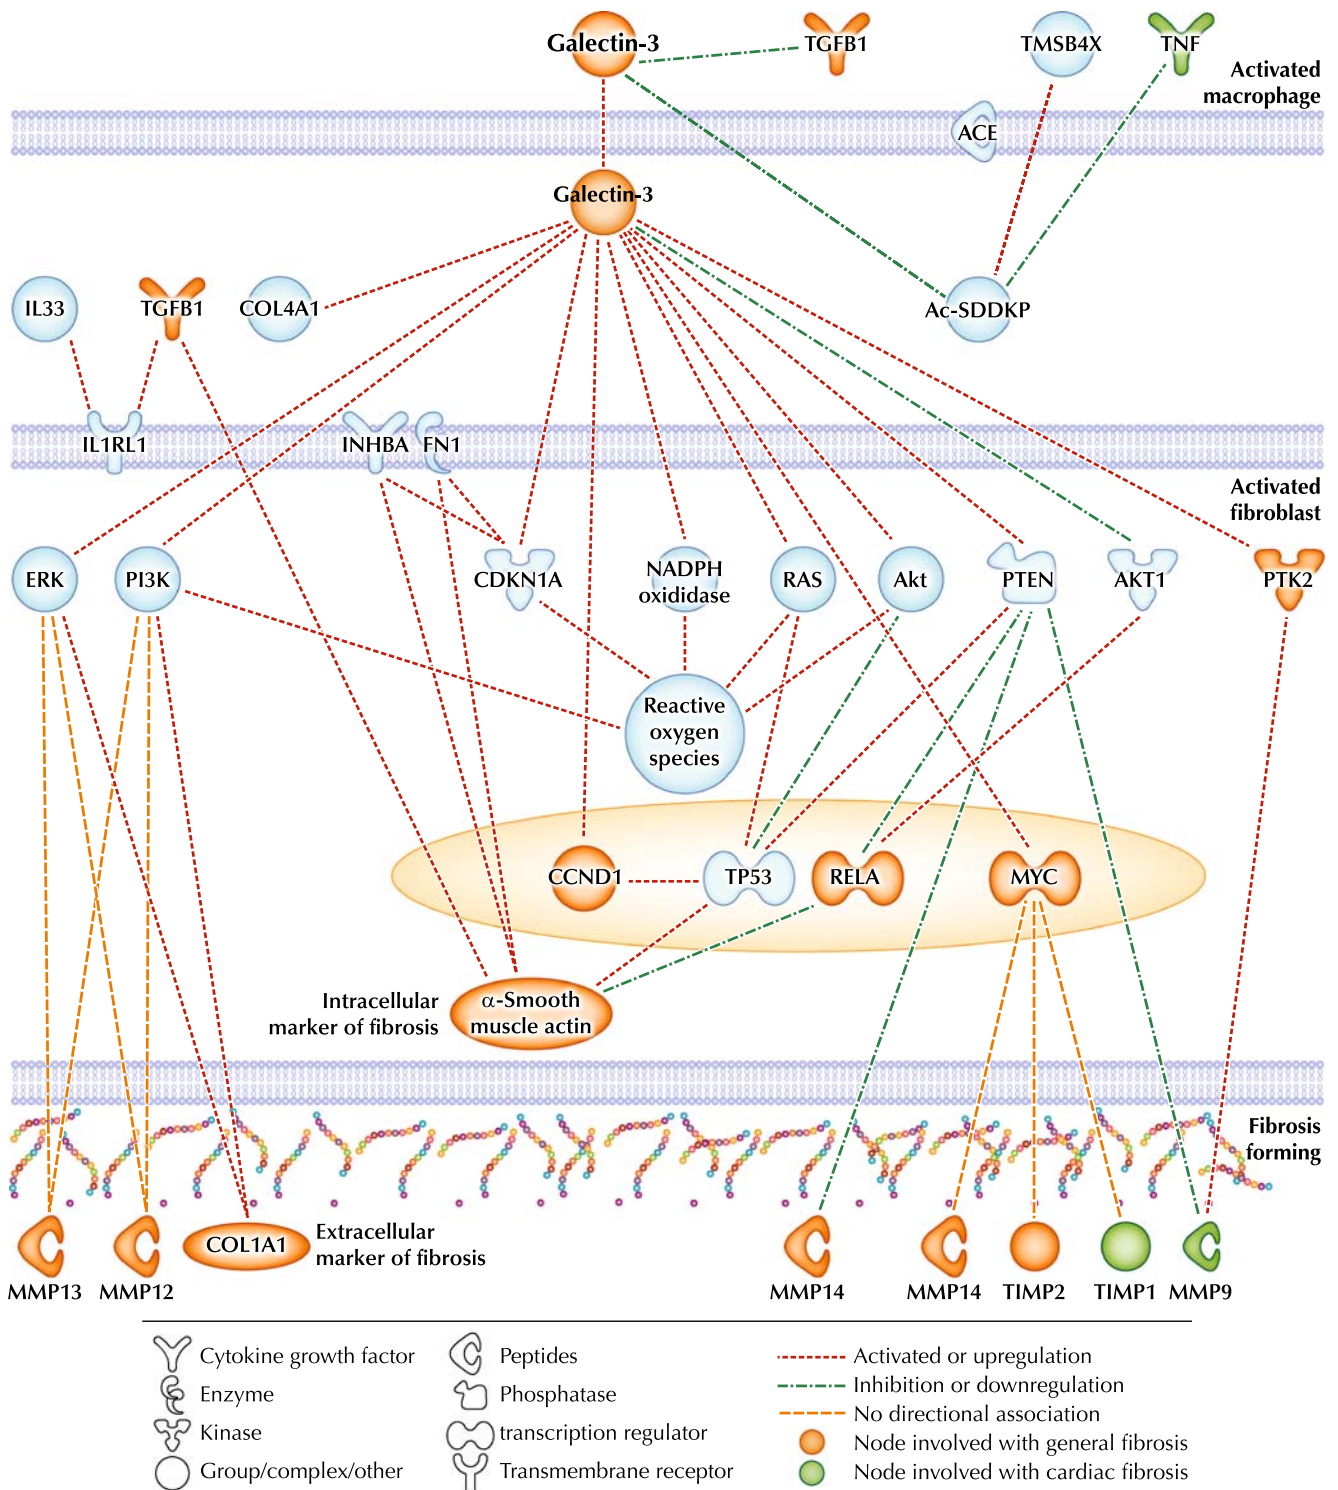 Galectin-3
TGFB1
TMSB4X
TNF
Activated
macrophage
ACE
Galectin-3
IL33
TGFB1
COL4A1
Ac-SDDKP
IL1RL1
INHBA
FN1
Activated
fibroblast
ERK
PI3K
CDKN1A
NADPH
oxididase
RAS
Akt
PTEN
AKT1
PTK2
Reactive
oxygen
species
CCND1
TP53
RELA
MYC
Intracellular
marker of fibrosis
α-Smooth
muscle actin
Fibrosis
forming
COL1A1
Extracellular
marker of fibrosis
MMP13
MMP12
MMP14
MMP14
TIMP2
TIMP1
MMP9
Cytokine growth factor
Enzyme
Kinase
Group/complex/other
Peptides
Phosphatase
transcription regulator
Transmembrane receptor
Activated or upregulation
Inhibition or downregulation
No directional association
Node involved with general fibrosis
Node involved with cardiac fibrosis